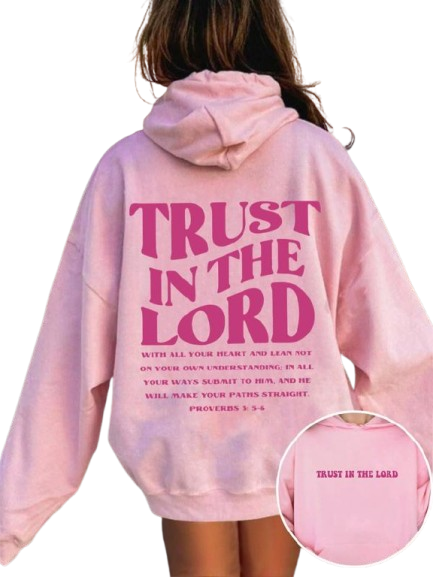 TRUST
IN THE
LORD
WITH ALL YOUR HEART AND LEAN NOT
ON YOUR OWN UNDERSTANDING; IN ALL
YOUR WAYS SUBMIT TO HIM, AND HE
WILL MAKE YOUR PATHS STRAIGHT.
PROVERBS 3: 5-6
TRUST IN THE LORD